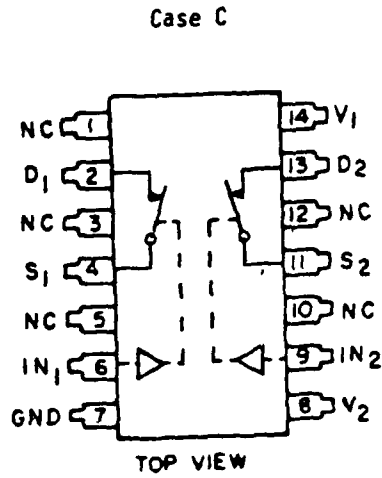 Case C
NC 1
14 V1
D1 2
13 D2
NC 3
12 NC
S1 4
11 S2
NC 5
10 NC
IN1 6
9 IN2
GND 7
8 V2
TOP VIEW